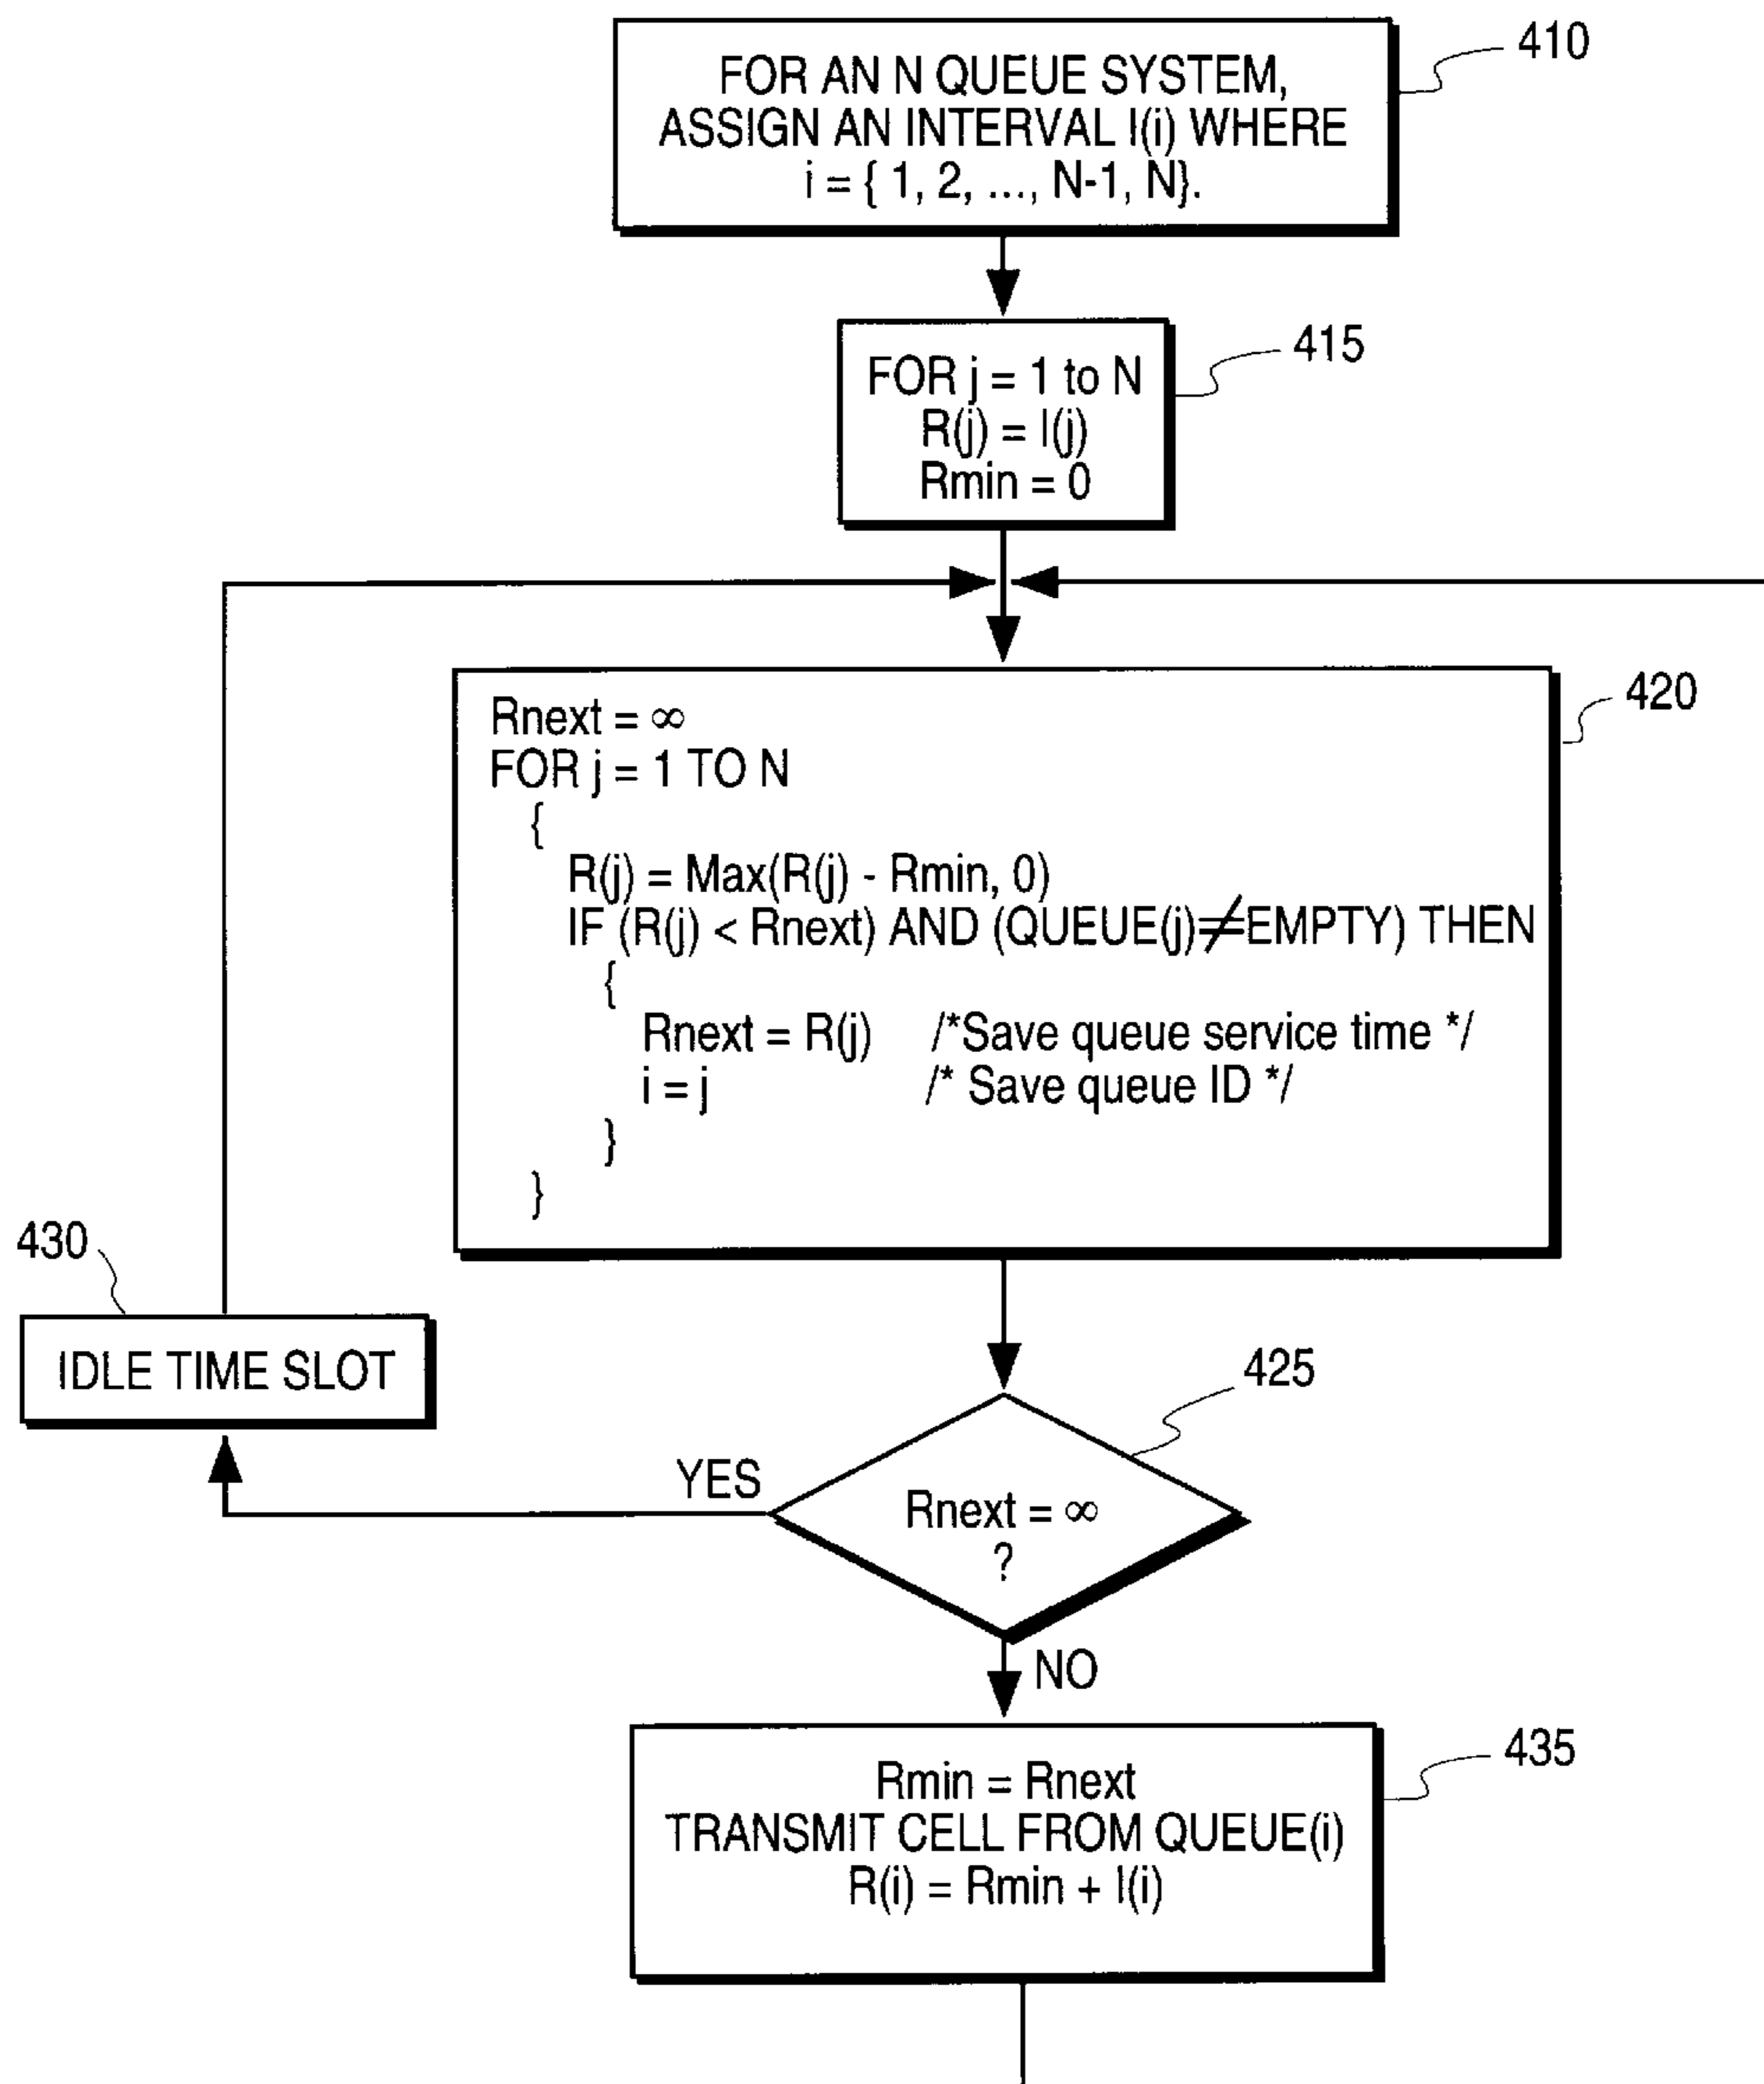 FOR AN N QUEUE SYSTEM,
ASSIGN AN INTERVAL I(i) WHERE
i = { 1, 2, ..., N-1, N}.
410
FOR j = 1 to N
R(j) = I(j)
Rmin = 0
415
Rnext = ∞
FOR j = 1 TO N
{
R(j) = Max(R(j) - Rmin, 0)
IF (R(j) < Rnext) AND (QUEUE(j)≠EMPTY) THEN
{
Rnext = R(j) /*Save queue service time */
i = j /* Save queue ID */
}
}
420
430
IDLE TIME SLOT
425
YES
Rnext = ∞
?
NO
Rmin = Rnext
TRANSMIT CELL FROM QUEUE(i)
R(i) = Rmin + I(i)
435